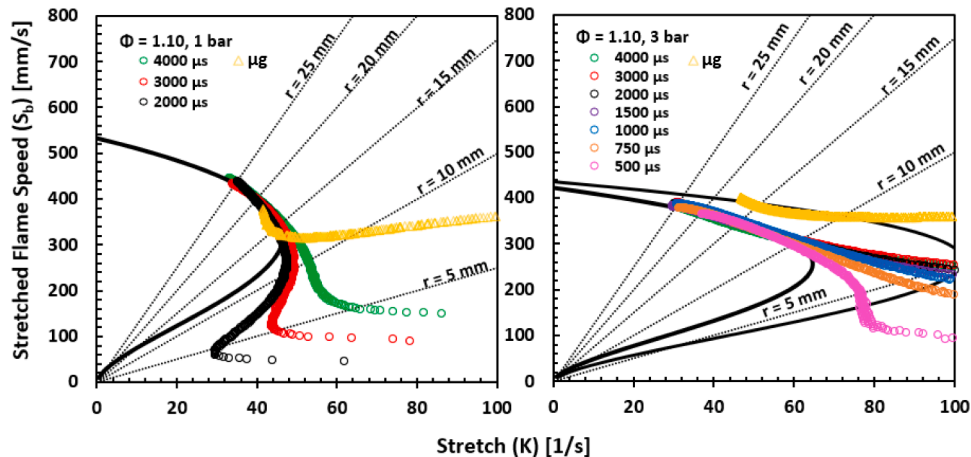 Stretched Flame Speed (S_b) [mm/s]
800
700
600
500
400
300
200
100
0
0
20
40
60
80
100
Φ = 1.10, 1 bar
4000 µs
µg
3000 µs
2000 µs
r = 25 mm
r = 20 mm
r = 15 mm
r = 10 mm
r = 5 mm
800
700
600
500
400
300
200
100
0
0
20
40
60
80
100
Φ = 1.10, 3 bar
4000 µs
µg
3000 µs
2000 µs
1500 µs
1000 µs
750 µs
500 µs
r = 25 mm
r = 20 mm
r = 15 mm
r = 10 mm
r = 5 mm
Stretch (K) [1/s]